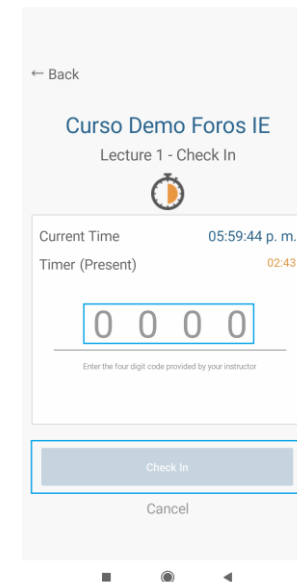 ← Back
Curso Demo Foros IE
Lecture 1 - Check In
Current Time 05:59:44 p. m.
Timer (Present) 02:43
0 0 0 0
Enter the four digit code provided by your instructor
Check In
Cancel